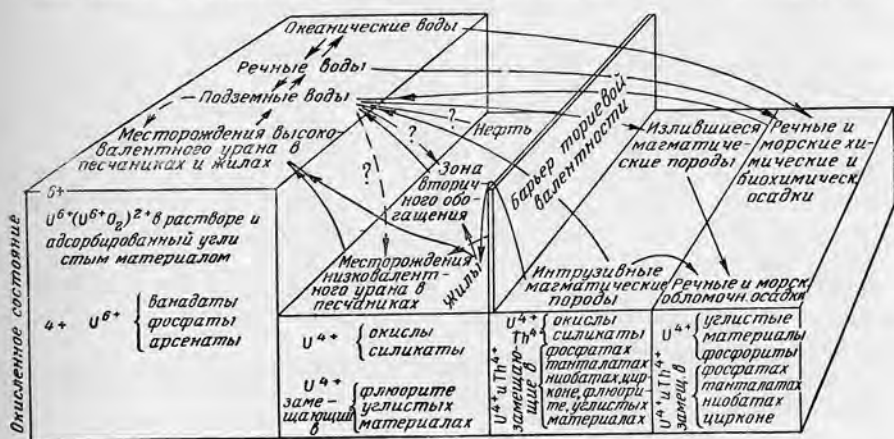 Океанические воды
Речные воды
Подземные воды
Месторождения высоко-
валентного урана в
песчаниках и жилах
?
?
?
Нефть
Зона
вторич-
ного обо-
гащения
Месторождения
низковалент-
ного урана в
песчаниках
Жилы
Барьер ториевой
валентности
Излившиеся
магматиче-
ские породы
Речные и
морские хи-
мические и
биохимическ.
осадки
Интрузивные
магматические
породы
Речные и морск.
обломочн. осадки
Окисленное состояние
6+
U⁶⁺(U⁶⁺O₂)²⁺ в растворе и
адсорбированный угли
стым материалом
4+ U⁶⁺
ванадаты
фосфаты
арсенаты
U⁴⁺
окислы
силикаты
U⁴⁺
заме-
щающий
в
флюорите
углистых
материалах
U⁴⁺
Th⁴⁺
окислы
силикаты
U⁴⁺ и Th⁴⁺
замещаю-
щие в
фосфатах
танталатах
ниобатах, цир-
коне, флюори-
те, углистых
материалах
U⁴⁺
углистые
материалы
фосфориты
U⁴⁺ и Th⁴⁺
замещ. в
фосфатах
танталатах
ниобатах
цирконе